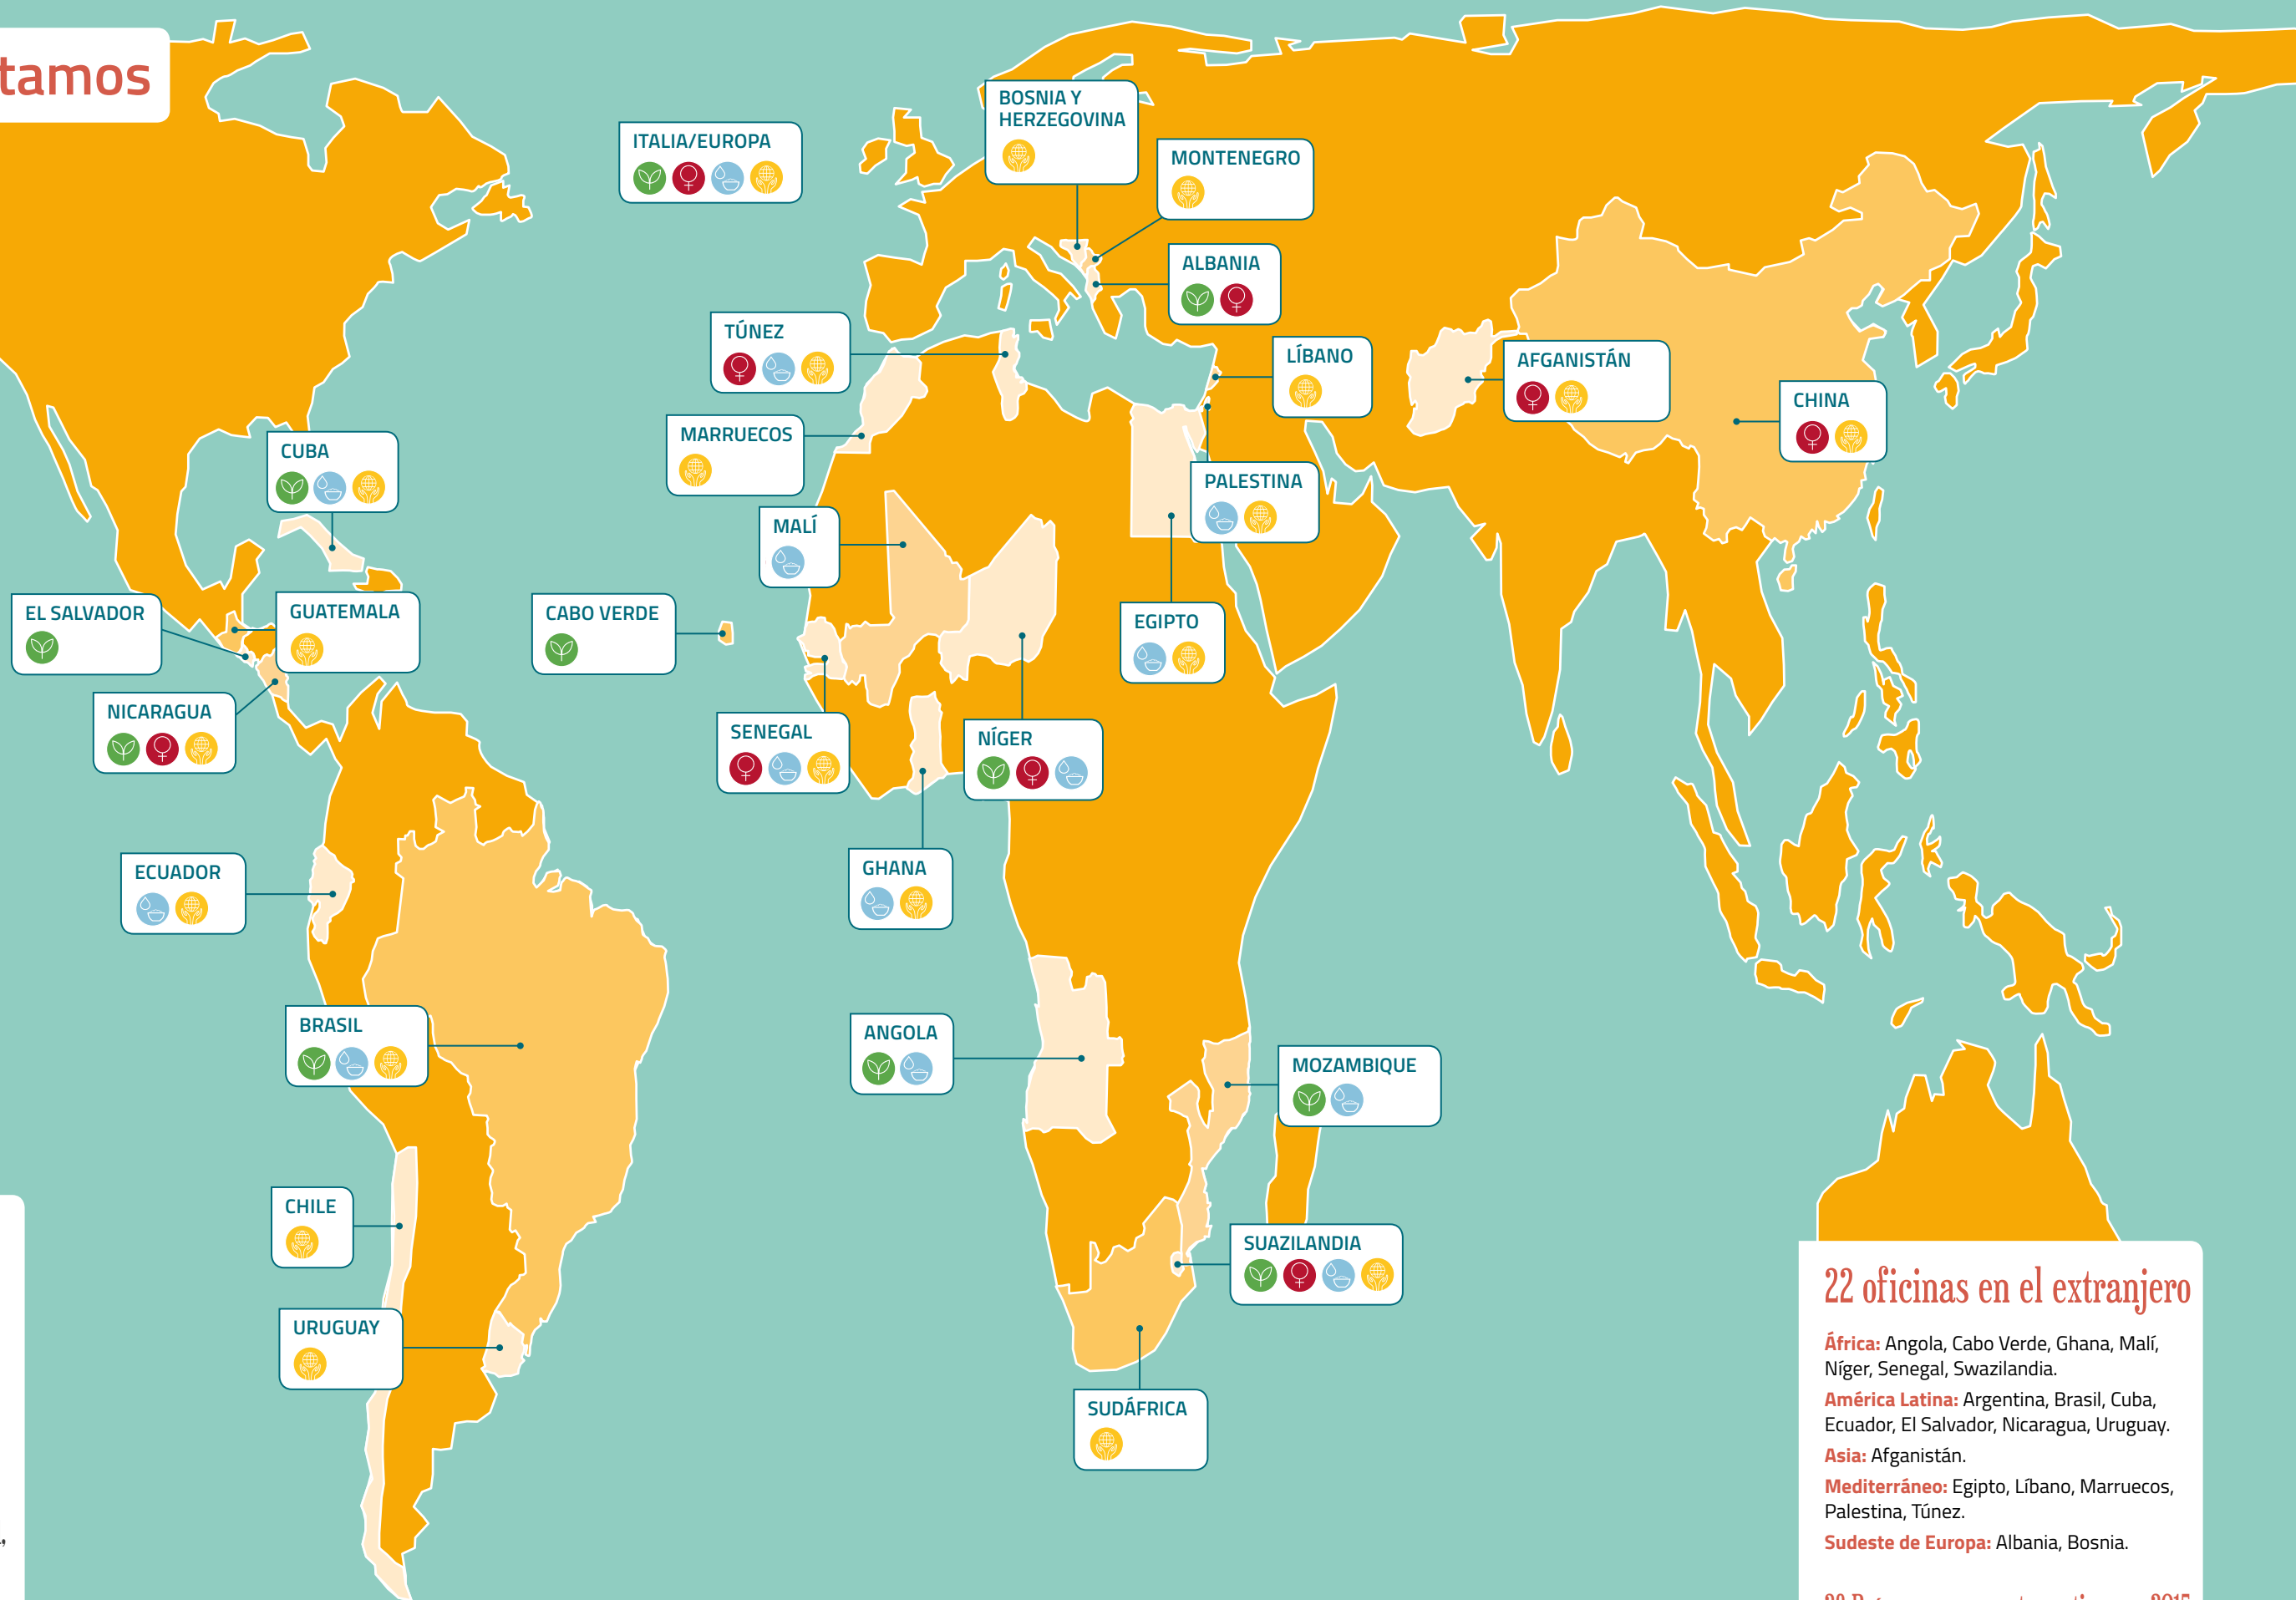 tamos
BOSNIA Y
HERZEGOVINA
ITALIA/EUROPA
MONTENEGRO
ALBANIA
TÚNEZ
LÍBANO
AFGANISTÁN
CHINA
MARRUECOS
CUBA
PALESTINA
MALÍ
EL SALVADOR
GUATEMALA
CABO VERDE
EGIPTO
NICARAGUA
SENEGAL
NÍGER
ECUADOR
GHANA
BRASIL
ANGOLA
MOZAMBIQUE
CHILE
SUAZILANDIA
URUGUAY
SUDÁFRICA
22 oficinas en el extranjero
África: Angola, Cabo Verde, Ghana, Malí,
Níger, Senegal, Swazilandia.
América Latina: Argentina, Brasil, Cuba,
Ecuador, El Salvador, Nicaragua, Uruguay.
Asia: Afganistán.
Mediterráneo: Egipto, Líbano, Marruecos,
Palestina, Túnez.
Sudeste de Europa: Albania, Bosnia.